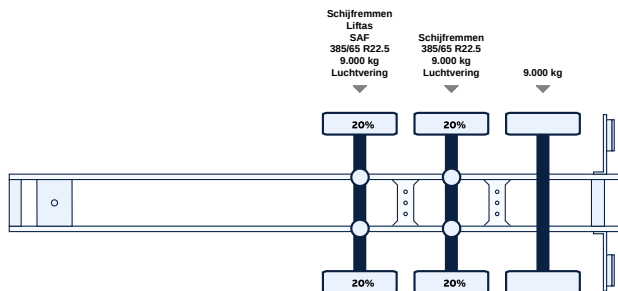 Schijfremmen
Liftas
SAF
385/65 R22.5
9.000 kg
Luchtvering
Schijfremmen
385/65 R22.5
9.000 kg
Luchtvering
9.000 kg
20%
20%
20%
20%